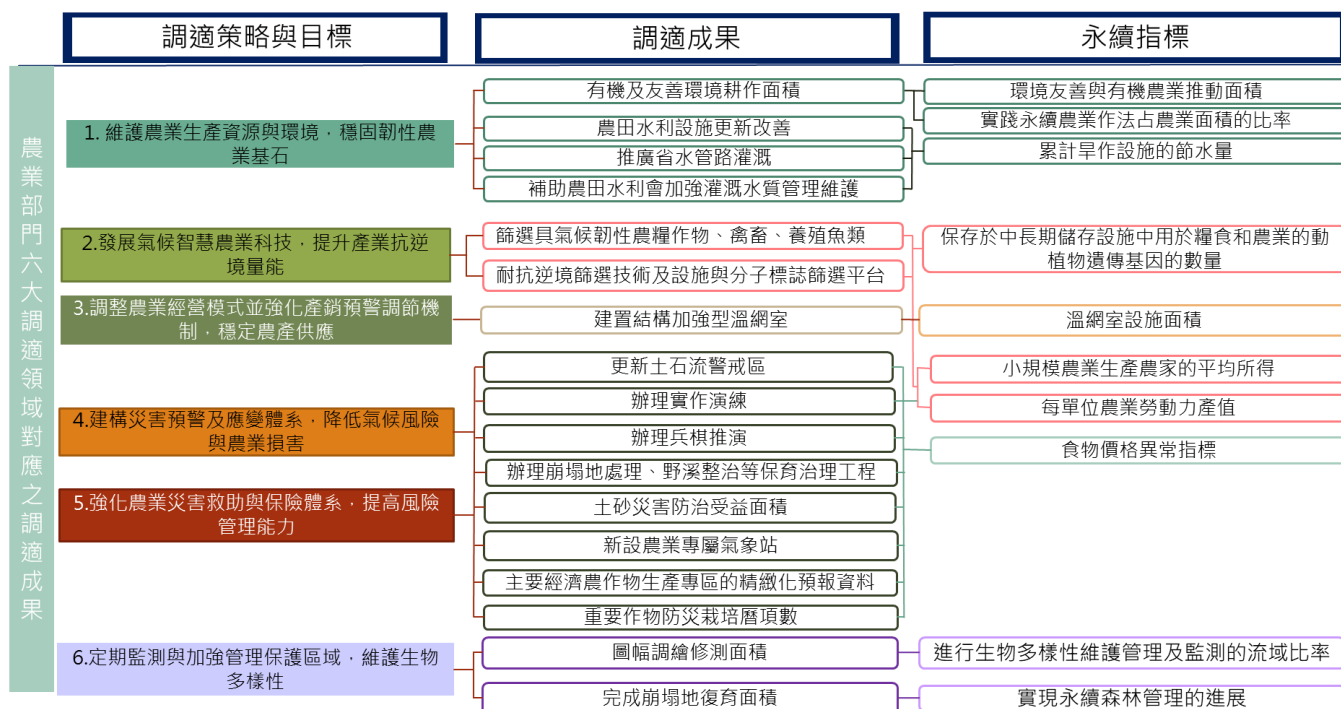 調適策略與目標
調適成果
永續指標
農業部門六大調適領域對應之調適成果
1. 維護農業生產資源與環境，穩固韌性農
業基石
有機及友善環境耕作面積
農田水利設施更新改善
推廣省水管路灌溉
補助農田水利會加強灌溉水質管理維護
環境友善與有機農業推動面積
實踐永續農業作法占農業面積的比率
累計旱作設施的節水量
2.發展氣候智慧農業科技，提升產業抗逆
境量能
篩選具氣候韌性農糧作物、禽畜、養殖魚類
耐抗逆境篩選技術及設施與分子標誌篩選平台
保存於中長期儲存設施中用於糧食和農業的動
植物遺傳基因的數量
3.調整農業經營模式並強化產銷預警調節機
制，穩定農產供應
建置結構加強型溫網室
溫網室設施面積
4.建構災害預警及應變體系，降低氣候風險
與農業損害
5.強化農業災害救助與保險體系，提高風險
管理能力
更新土石流警戒區
辦理實作演練
辦理兵棋推演
辦理崩塌地處理、野溪整治等保育治理工程
土砂災害防治受益面積
新設農業專屬氣象站
主要經濟農作物生產專區的精緻化預報資料
重要作物防災栽培曆項數
小規模農業生產農家的平均所得
每單位農業勞動力產值
食物價格異常指標
6.定期監測與加強管理保護區域，維護生物
多樣性
圖幅調繪修測面積
完成崩塌地復育面積
進行生物多樣性維護管理及監測的流域比率
實現永續森林管理的進展